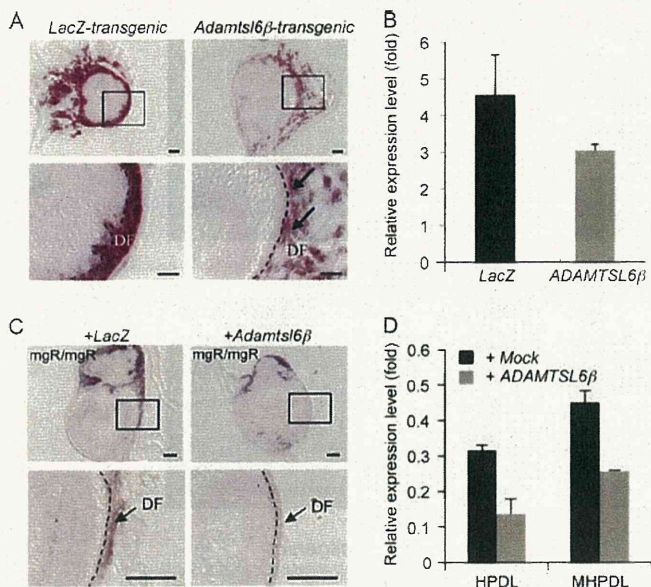 A
LacZ-transgenic
Adamtsl6β-transgenic
DF
DF
B
Relative expression level (fold)
6
5
4
3
2
1
0
LacZ
ADAMTSL6β
C
+LacZ
+Adamtsl6β
mgR/mgR
mgR/mgR
DF
DF
D
Relative expression level (fold)
0.6
0.5
0.4
0.3
0.2
0.1
0
+ Mock
+ ADAMTSL6β
HPDL
MHPDL